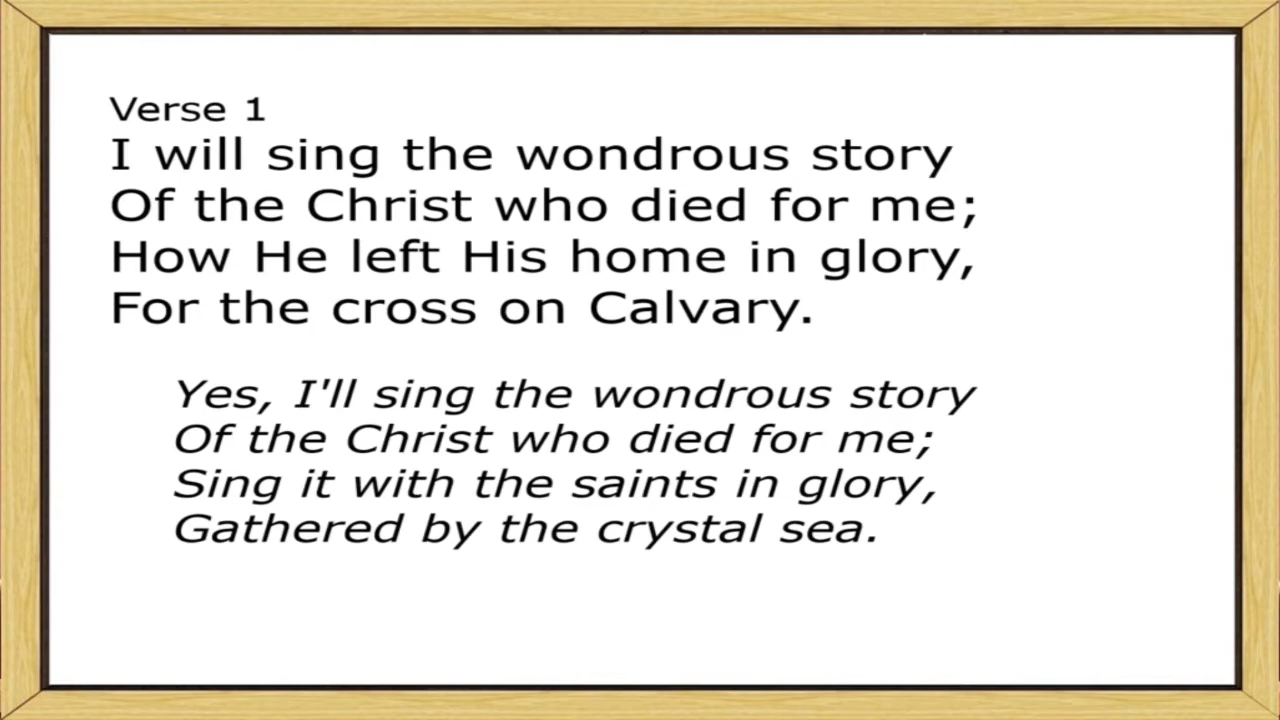 Verse 1
I will sing the wondrous story
Of the Christ who died for me;
How He left His home in glory,
For the cross on Calvary.
Yes, I'll sing the wondrous story
Of the Christ who died for me;
Sing it with the saints in glory,
Gathered by the crystal sea.